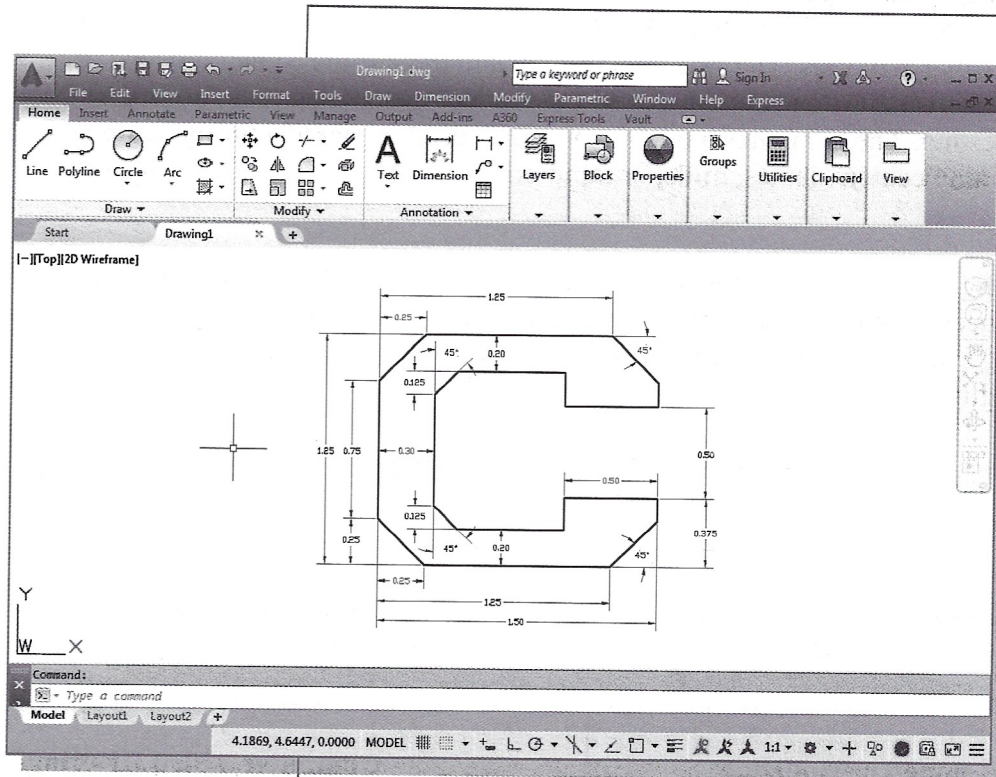 Drawing1.dwg Type a keyword or phrase Sign In ?
File Edit View Insert Format Tools Draw Dimension Modify Parametric Window Help Express
Home Insert Annotate Parametric View Manage Output Add-ins A360 Express Tools Vault
A
Line Polyline Circle Arc Text Dimension Layers Block Properties Groups Utilities Clipboard View
Draw Modify Annotation
Start Drawing1 +
[−][Top][2D Wireframe]
1.25
0.25
45° 0.20 45°
0.125
1.25 0.75 0.30 0.50
0.50
0.125
0.25 45° 0.20 45° 0.375
0.25
1.25
1.50
Y
W X
Command:
Type a command
Model Layout1 Layout2 +
4.1869, 4.6447, 0.0000 MODEL 1:1